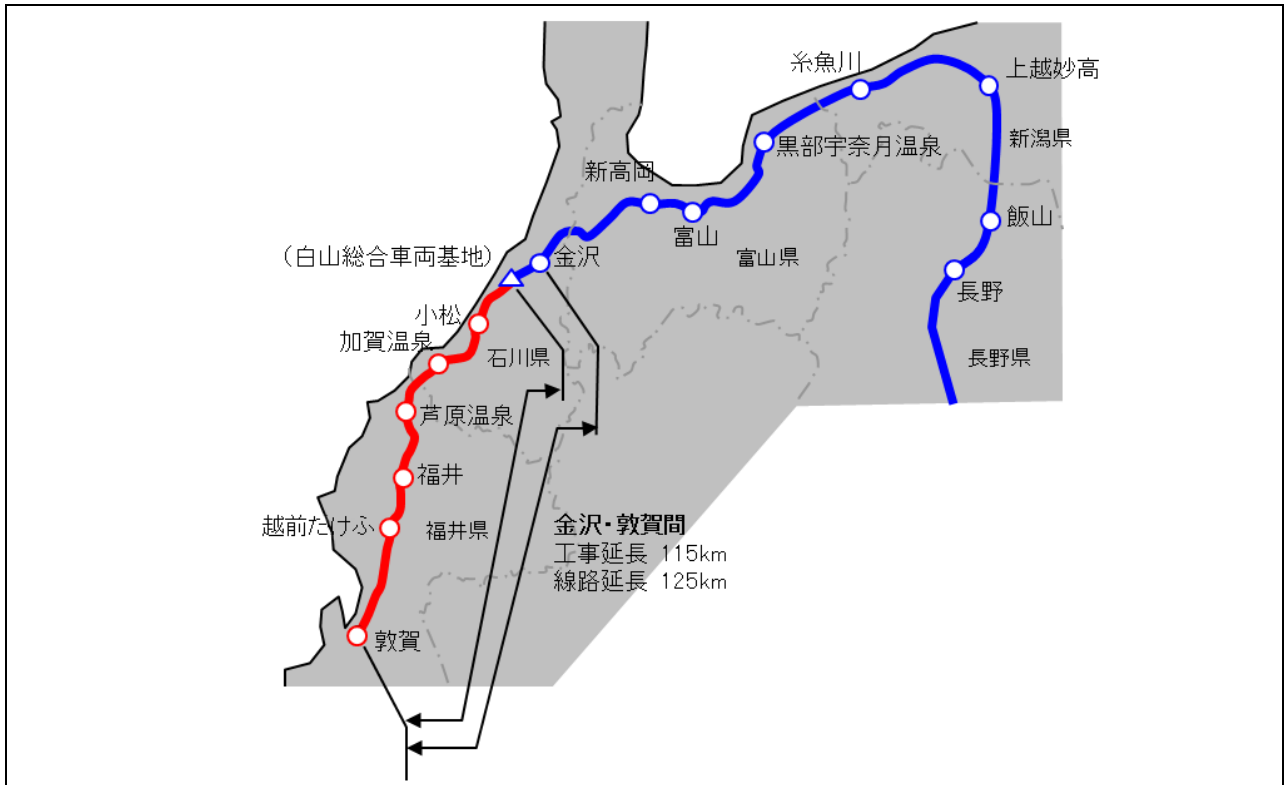 糸魚川
上越妙高
新潟県
黒部宇奈月温泉
新高岡
飯山
富山
富山県
(白山総合車両基地)
金沢
長野
小松
加賀温泉
石川県
長野県
芦原温泉
福井
越前たけふ
福井県
金沢・敦賀間
工事延長 115km
線路延長 125km
敦賀